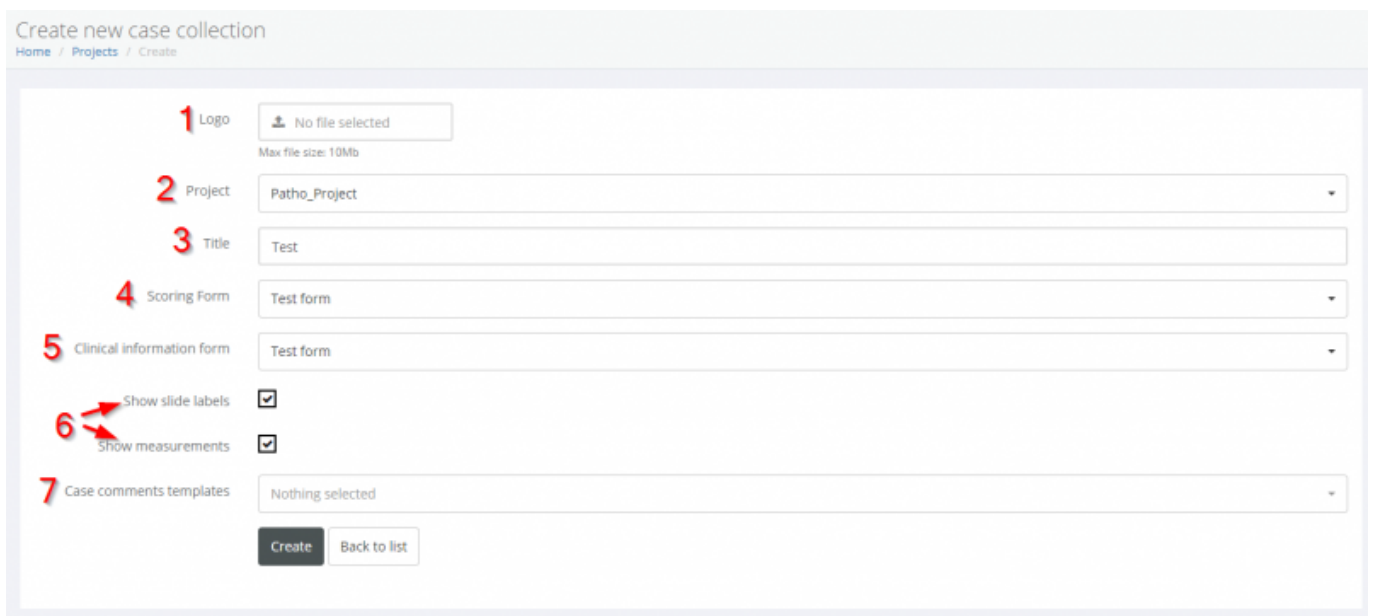 Create new case collection
Home / Projects / Create
1 Logo No file selected
Max file size: 10Mb
2 Project Patho_Project
3 Title Test
4 Scoring Form Test form
5 Clinical information form Test form
Show slide labels
6
Show measurements
7 Case comments templates Nothing selected
Create Back to list